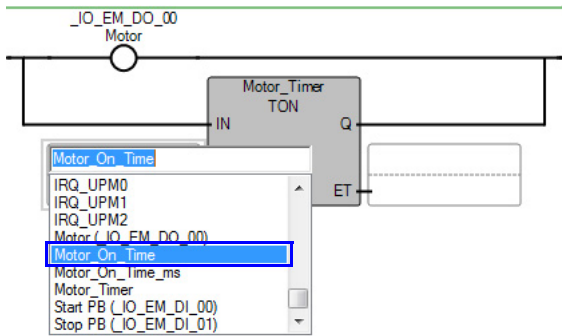 _IO_EM_DO_00
Motor
Motor_Timer
TON
IN
Q
ET
Motor_On_Time
IRQ_UPM0
IRQ_UPM1
IRQ_UPM2
Motor (_IO_EM_DO_00)
Motor_On_Time
Motor_On_Time_ms
Motor_Timer
Start PB (_IO_EM_DI_00)
Stop PB (_IO_EM_DI_01)